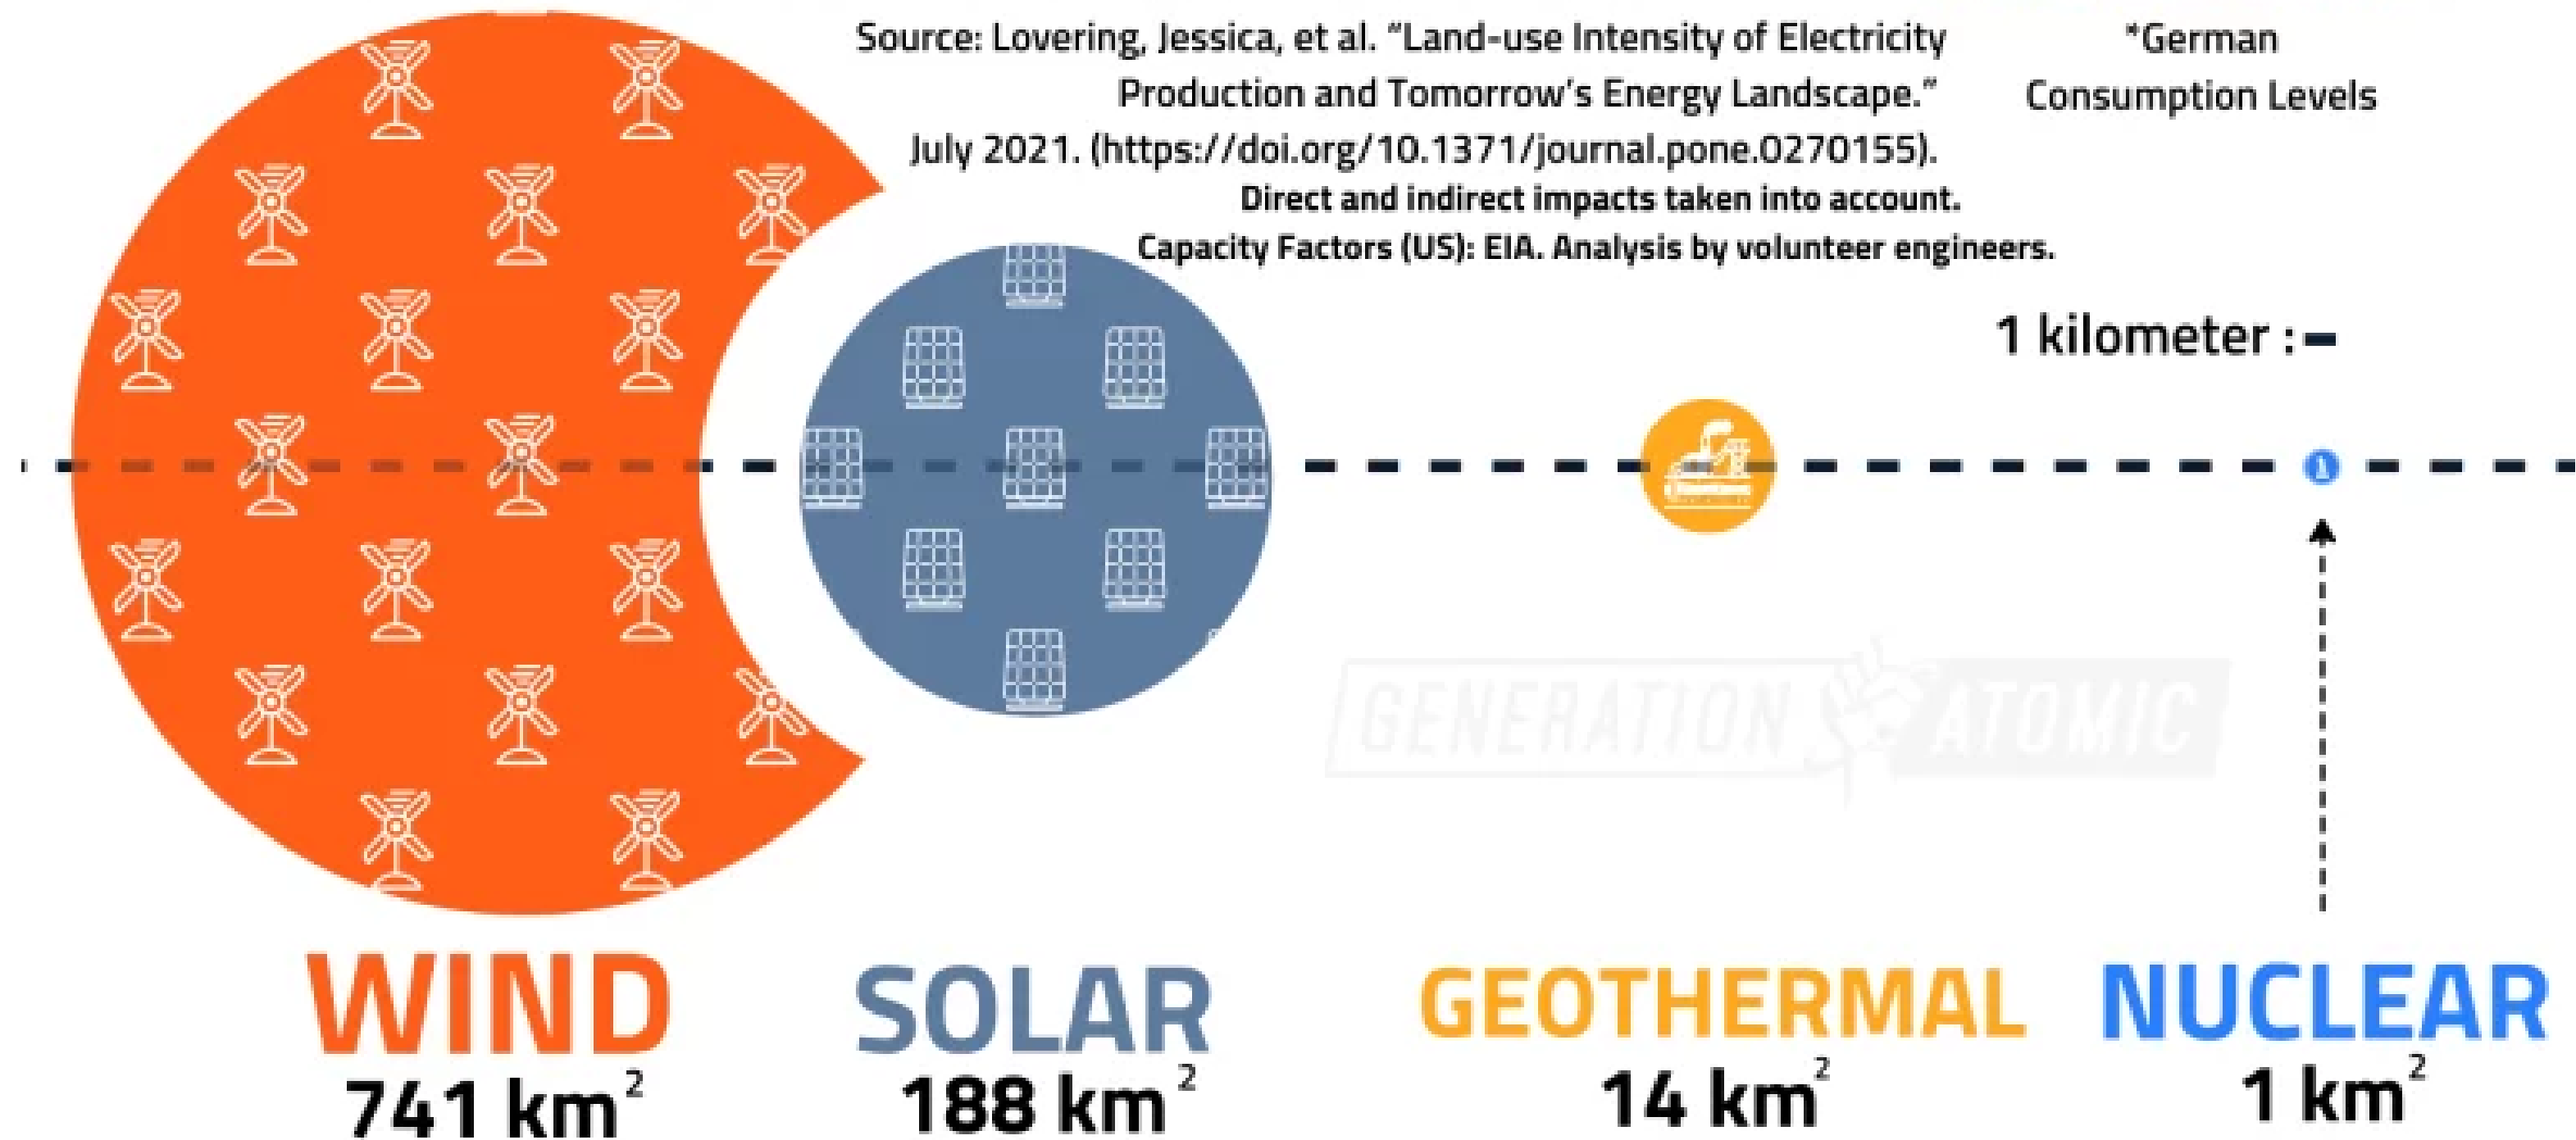 Source: Lovering, Jessica, et al. “Land-use Intensity of Electricity
Production and Tomorrow’s Energy Landscape.”
July 2021. (https://doi.org/10.1371/journal.pone.0270155).
Direct and indirect impacts taken into account.
Capacity Factors (US): EIA. Analysis by volunteer engineers.
*German
Consumption Levels
1 kilometer :
GENERATION ATOMIC
WIND
741 km²
SOLAR
188 km²
GEOTHERMAL
14 km²
NUCLEAR
1 km²